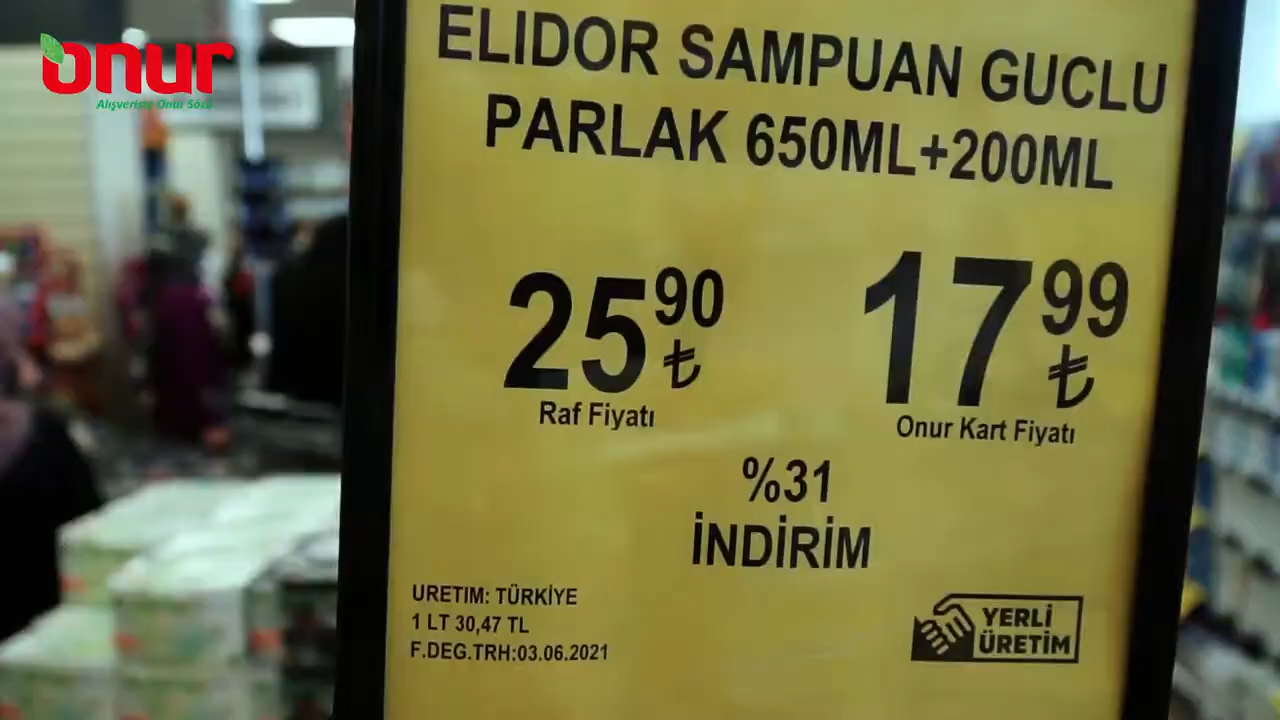 onur
Alışverişte Onur Sözü
ELIDOR SAMPUAN GUCLU
PARLAK 650ML+200ML
25 90 ₺
Raf Fiyatı
17 99 ₺
Onur Kart Fiyatı
%31
İNDİRİM
URETIM: TÜRKİYE
1 LT 30,47 TL
F.DEG.TRH:03.06.2021
YERLİ
ÜRETİM